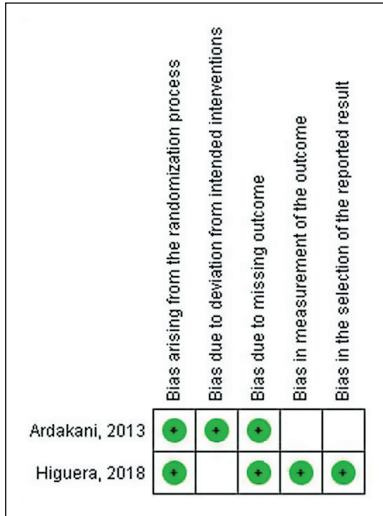 Bias arising from the randomization process
Bias due to deviation from intended interventions
Bias due to missing outcome
Bias in measurement of the outcome
Bias in the selection of the reported result
Ardakani, 2013 + + +
Higuera, 2018 + + + +